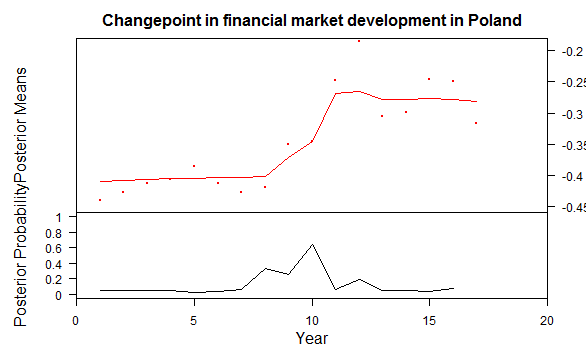 Changepoint in financial market development in Poland
Posterior Means
-0.2
-0.25
-0.3
-0.35
-0.4
-0.45
Posterior Probability
1
0.8
0.6
0.4
0.2
0
0 5 10 15 20
Year